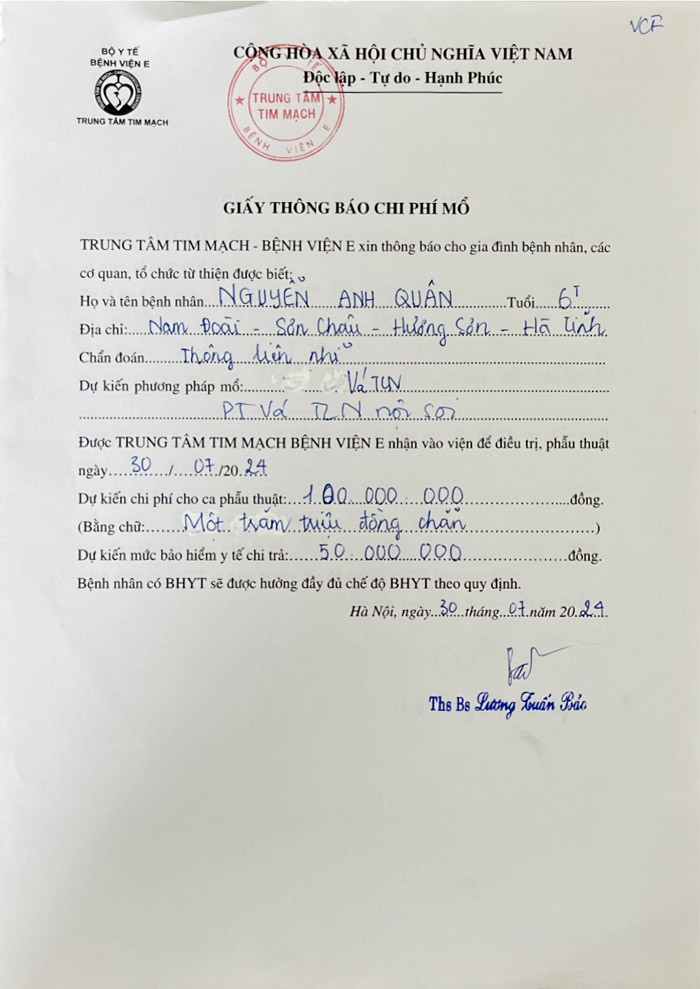 VCF
BỘ Y TẾ
BỆNH VIỆN E
TRUNG TÂM TIM MẠCH
CỘNG HÒA XÃ HỘI CHỦ NGHĨA VIỆT NAM
Độc lập - Tự do - Hạnh Phúc
BỘ Y TẾ
TRUNG TÂM
TIM MẠCH
BỆNH VIỆN E
GIẤY THÔNG BÁO CHI PHÍ MỔ
TRUNG TÂM TIM MẠCH - BỆNH VIỆN E xin thông báo cho gia đình bệnh nhân, các
cơ quan, tổ chức từ thiện được biết:
Họ và tên bệnh nhân NGUYỄN ANH QUÂN Tuổi 6T
Địa chỉ: Nam Đoài - Sơn Châu - Hương Sơn - Hà Tĩnh
Chẩn đoán Thông liên nhĩ
Dự kiến phương pháp mổ: Vá TLN
PT Vá TLN nội soi
Được TRUNG TÂM TIM MẠCH BỆNH VIỆN E nhận vào viện để điều trị, phẫu thuật
ngày 30 / 07 /2024
Dự kiến chi phí cho ca phẫu thuật: 100.000.000 đồng.
(Bằng chữ: Một trăm triệu đồng chẵn )
Dự kiến mức bảo hiểm y tế chi trả: 50 000 000 đồng.
Bệnh nhân có BHYT sẽ được hưởng đầy đủ chế độ BHYT theo quy định.
Hà Nội, ngày 30 tháng 07 năm 2024
Ths Bs Lương Xuân Bảo